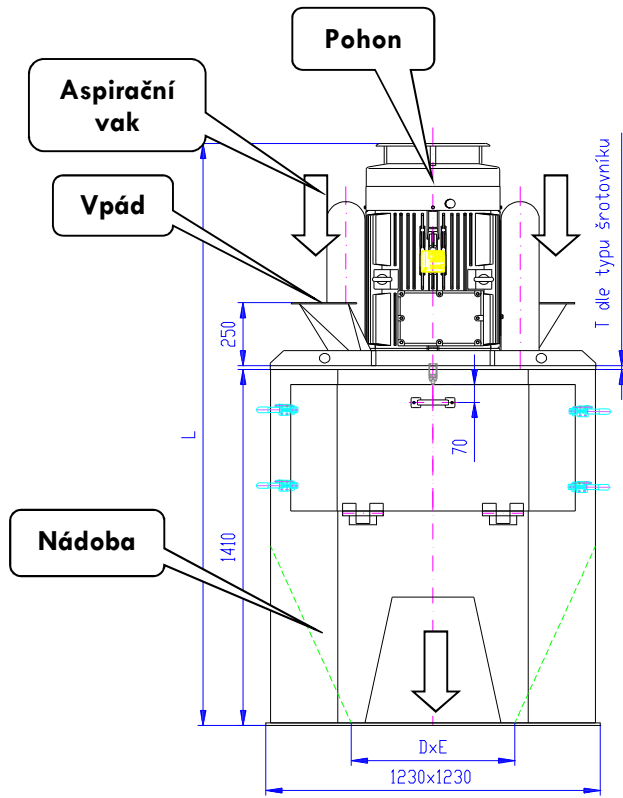 Pohon
Aspirační
vak
Vpád
T dle typu šrotovníku
250
L
70
Nádoba
1410
DxE
1230x1230